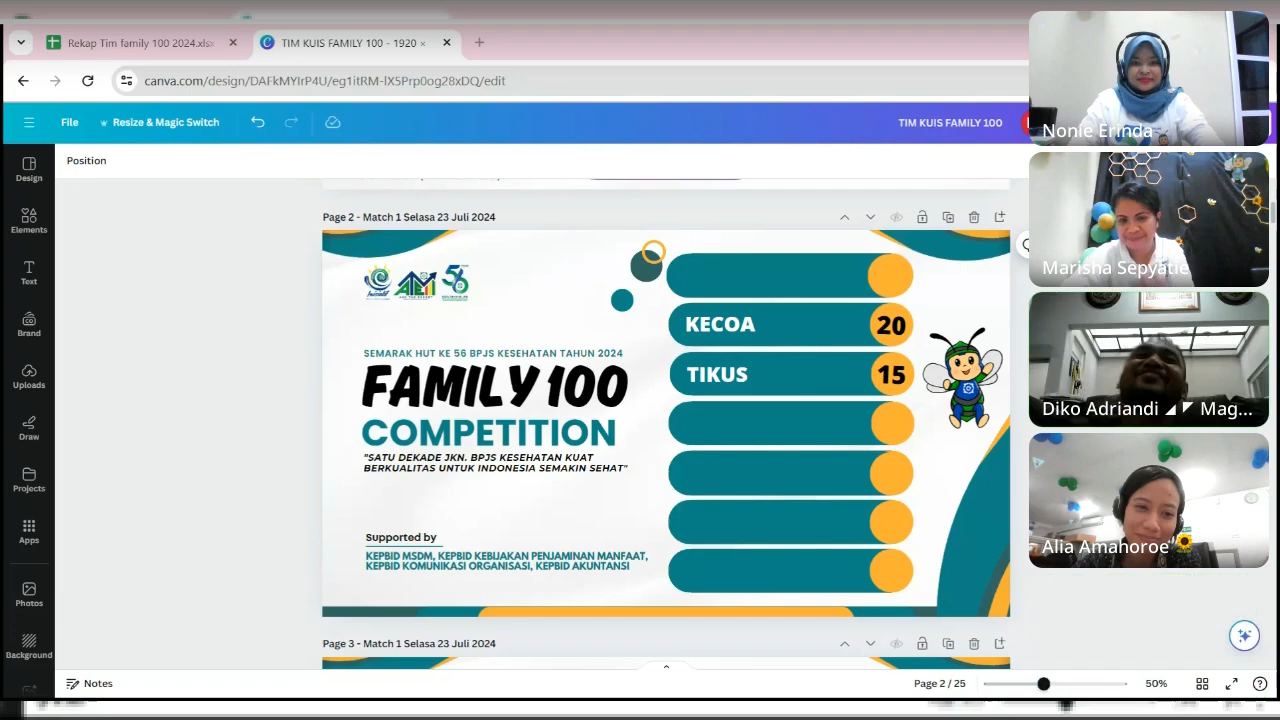 Rekap Tim family 100 2024.xls
TIM KUIS FAMILY 100 - 1920 ×
canva.com/design/DAFkMYIrP4U/eg1itRM-lX5Prp0og28xDQ/edit
File
Resize & Magic Switch
TIM KUIS FAMILY 100
Position
Design
Elements
Text
Brand
Uploads
Draw
Projects
Apps
Photos
Background
Page 2 - Match 1 Selasa 23 Juli 2024
56
SEMARAK HUT KE 56 BPJS KESEHATAN TAHUN 2024
FAMILY 100
COMPETITION
"SATU DEKADE JKN. BPJS KESEHATAN KUAT
BERKUALITAS UNTUK INDONESIA SEMAKIN SEHAT"
Supported by
KEPBID MSDM, KEPBID KEBIJAKAN PENJAMINAN MANFAAT,
KEPBID KOMUNIKASI ORGANISASI, KEPBID AKUNTANSI
KECOA 20
TIKUS 15
Page 3 - Match 1 Selasa 23 Juli 2024
Notes
Page 2 / 25
50%
Nonie Erinda
Marisha Sepyatie
Diko Adriandi ◢ ◤ Mag...
Alia Amahoroe🌻